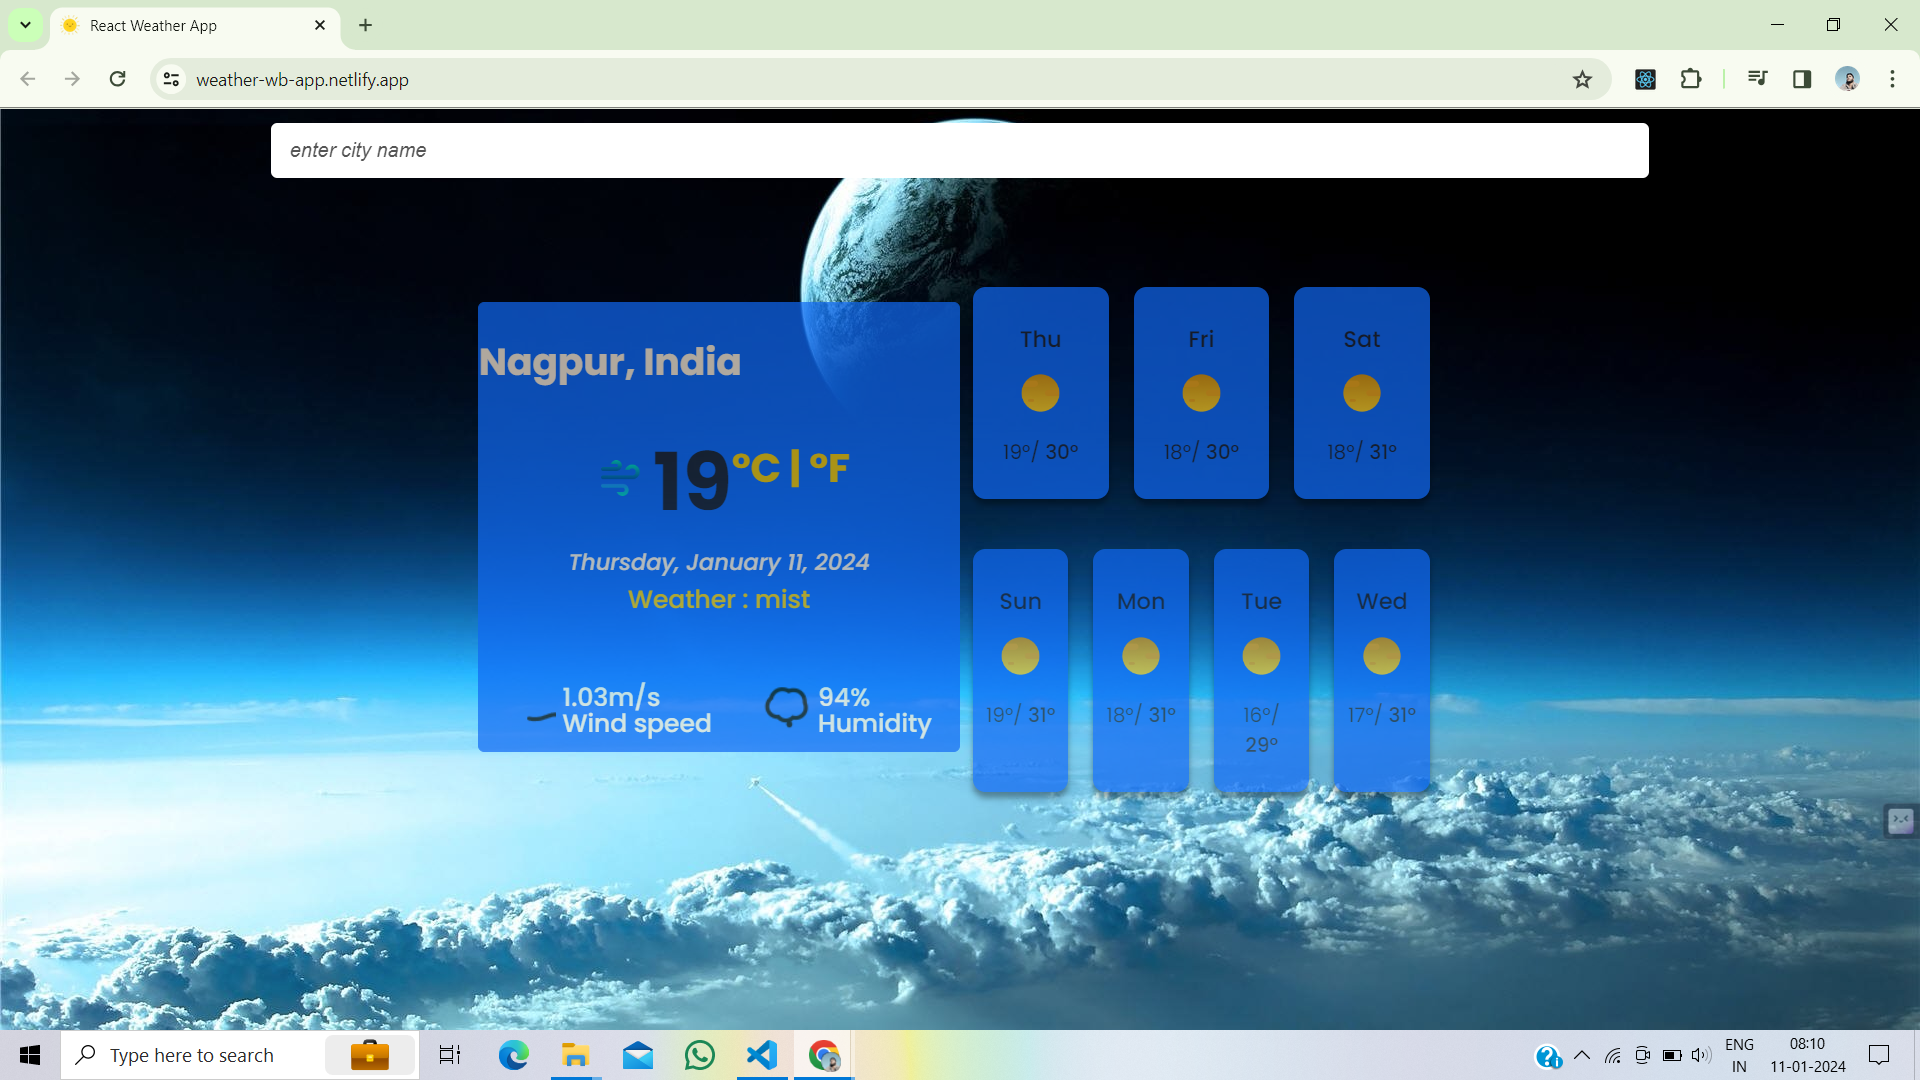 React Weather App
weather-wb-app.netlify.app
enter city name
Nagpur, India
19°C | °F
Thursday, January 11, 2024
Weather : mist
1.03m/s
Wind speed
94%
Humidity
Thu
19°/ 30°
Fri
18°/ 30°
Sat
18°/ 31°
Sun
19°/ 31°
Mon
18°/ 31°
Tue
16°/
29°
Wed
17°/ 31°
Type here to search
ENG
IN
08:10
11-01-2024